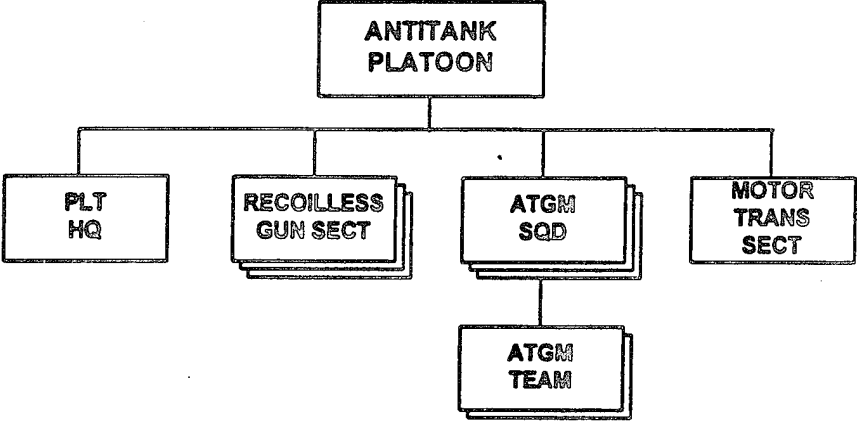 ANTITANK
PLATOON
PLT
HQ
RECOILLESS
GUN SECT
ATGM
SQD
MOTOR
TRANS
SECT
ATGM
TEAM